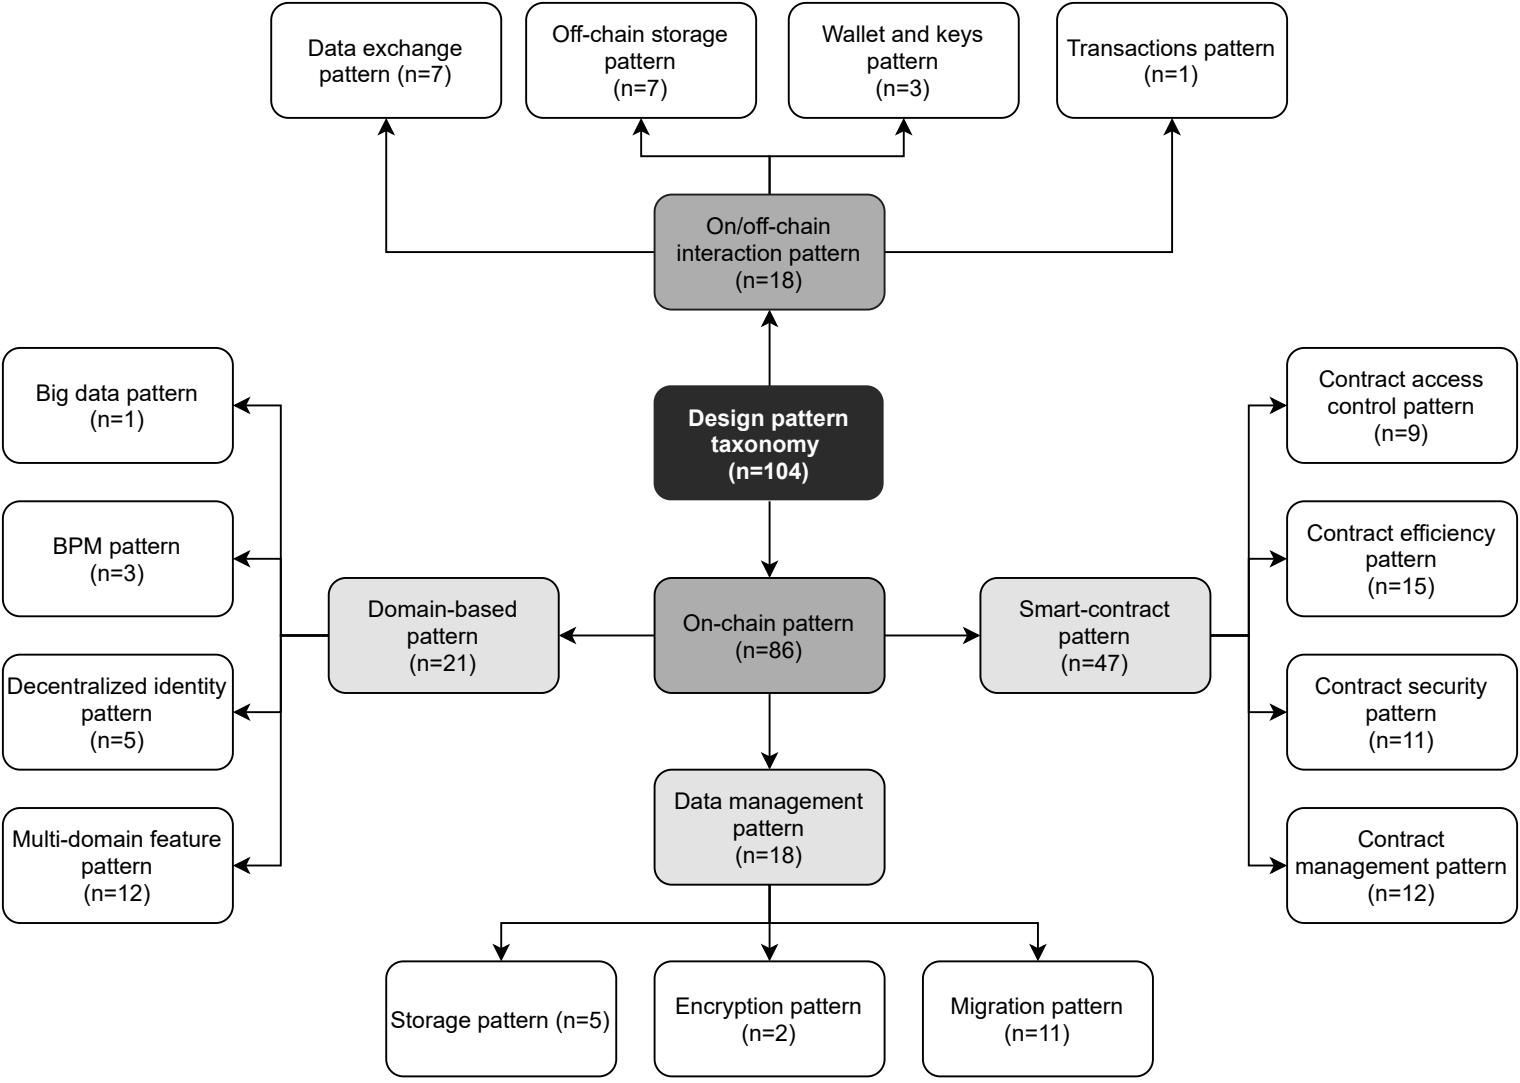 Data exchange
pattern (n=7)
Off-chain storage
pattern
(n=7)
Wallet and keys
pattern
(n=3)
Transactions pattern
(n=1)
On/off-chain
interaction pattern
(n=18)
Design pattern
taxonomy
(n=104)
Big data pattern
(n=1)
BPM pattern
(n=3)
Decentralized identity
pattern
(n=5)
Multi-domain feature
pattern
(n=12)
Domain-based
pattern
(n=21)
On-chain pattern
(n=86)
Smart-contract
pattern
(n=47)
Contract access
control pattern
(n=9)
Contract efficiency
pattern
(n=15)
Contract security
pattern
(n=11)
Contract
management pattern
(n=12)
Data management
pattern
(n=18)
Storage pattern (n=5)
Encryption pattern
(n=2)
Migration pattern
(n=11)